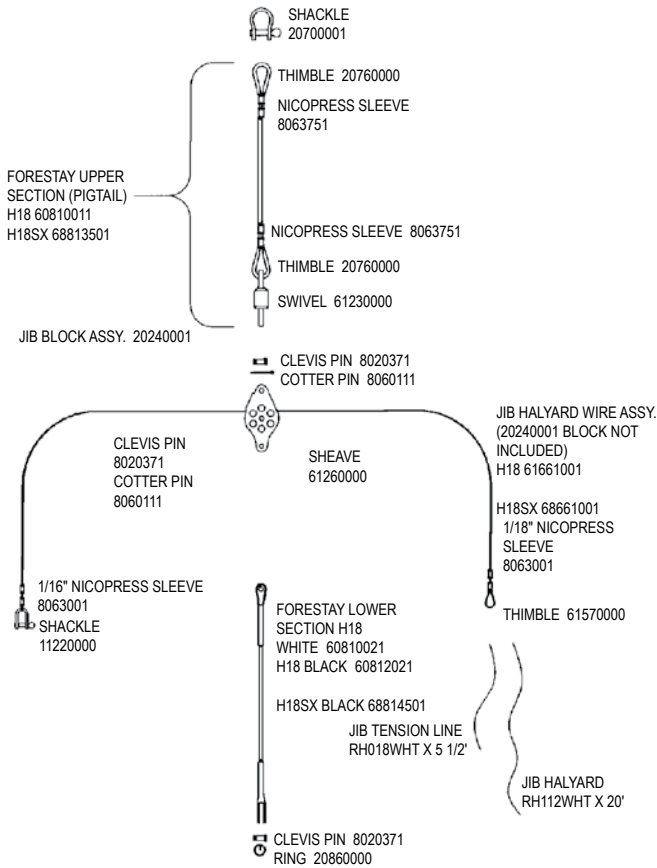 SHACKLE
20700001
THIMBLE 20760000
NICOPRESS SLEEVE
8063751
FORESTAY UPPER
SECTION (PIGTAIL)
H18 60810011
H18SX 68813501
NICOPRESS SLEEVE 8063751
THIMBLE 20760000
SWIVEL 61230000
JIB BLOCK ASSY. 20240001
CLEVIS PIN 8020371
COTTER PIN 8060111
CLEVIS PIN
8020371
COTTER PIN
8060111
SHEAVE
61260000
JIB HALYARD WIRE ASSY.
(20240001 BLOCK NOT
INCLUDED)
H18 61661001
H18SX 68661001
1/18" NICOPRESS
SLEEVE
8063001
THIMBLE 61570000
1/16" NICOPRESS SLEEVE
8063001
SHACKLE
11220000
FORESTAY LOWER
SECTION H18
WHITE 60810021
H18 BLACK 60812021
H18SX BLACK 68814501
JIB TENSION LINE
RH018WHT X 5 1/2'
JIB HALYARD
RH112WHT X 20'
CLEVIS PIN 8020371
RING 20860000